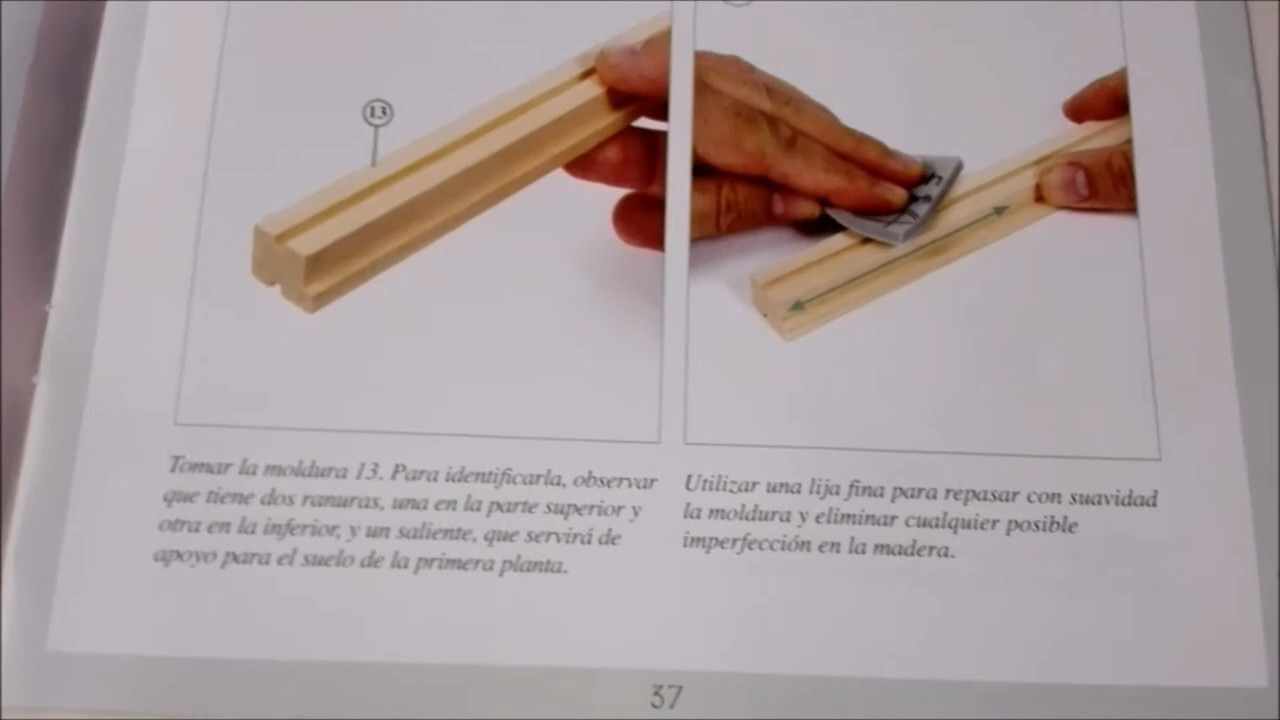 13
Tomar la moldura 13. Para identificarla, observar
que tiene dos ranuras, una en la parte superior y
otra en la inferior, y un saliente, que servirá de
apoyo para el suelo de la primera planta.
Utilizar una lija fina para repasar con suavidad
la moldura y eliminar cualquier posible
imperfección en la madera.
37